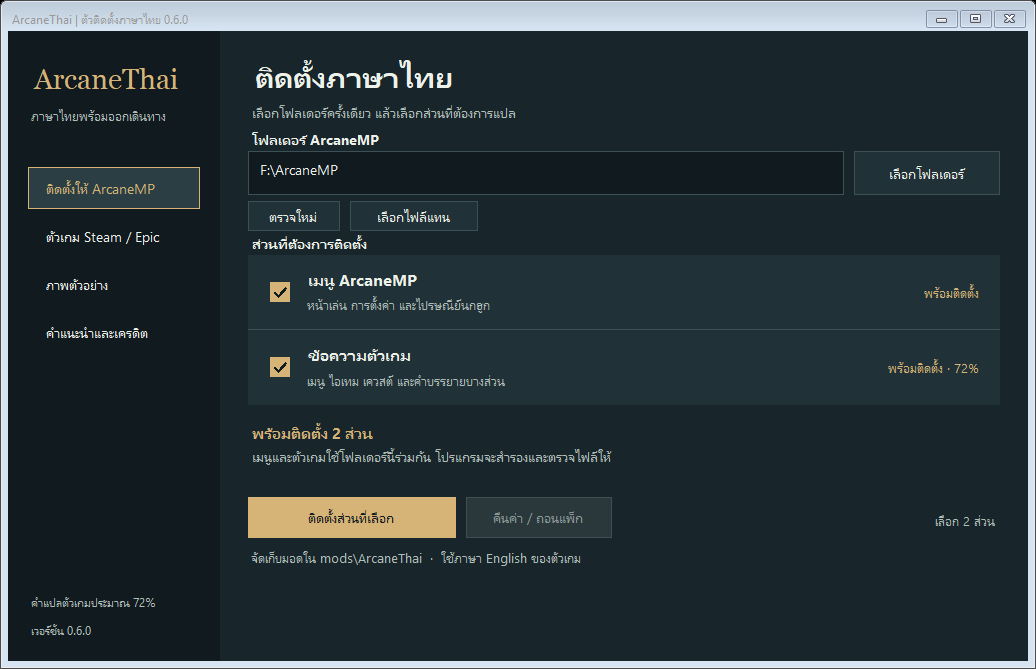 ArcaneThai | ตัวติดตั้งภาษาไทย 0.6.0
ArcaneThai
ภาษาไทยพร้อมออกเดินทาง
ติดตั้งให้ ArcaneMP
ตัวเกม Steam / Epic
ภาพตัวอย่าง
คำแนะนำและเครดิต
คำแปลตัวเกมประมาณ 72%
เวอร์ชัน 0.6.0
ติดตั้งภาษาไทย
เลือกโฟลเดอร์ครั้งเดียว แล้วเลือกส่วนที่ต้องการแปล
โฟลเดอร์ ArcaneMP
F:\ArcaneMP
เลือกโฟลเดอร์
ตรวจใหม่
เลือกไฟล์แทน
ส่วนที่ต้องการติดตั้ง
เมนู ArcaneMP
หน้าเล่น การตั้งค่า และไปรษณีย์นกฮูก
พร้อมติดตั้ง
ข้อความตัวเกม
เมนู ไอเทม เควสต์ และคำบรรยายบางส่วน
พร้อมติดตั้ง · 72%
พร้อมติดตั้ง 2 ส่วน
เมนูและตัวเกมใช้โฟลเดอร์นี้ร่วมกัน โปรแกรมจะสำรองและตรวจไฟล์ให้
ติดตั้งส่วนที่เลือก
คืนค่า / ถอนแพ็ก
เลือก 2 ส่วน
จัดเก็บมอดใน mods\ArcaneThai · ใช้ภาษา English ของตัวเกม